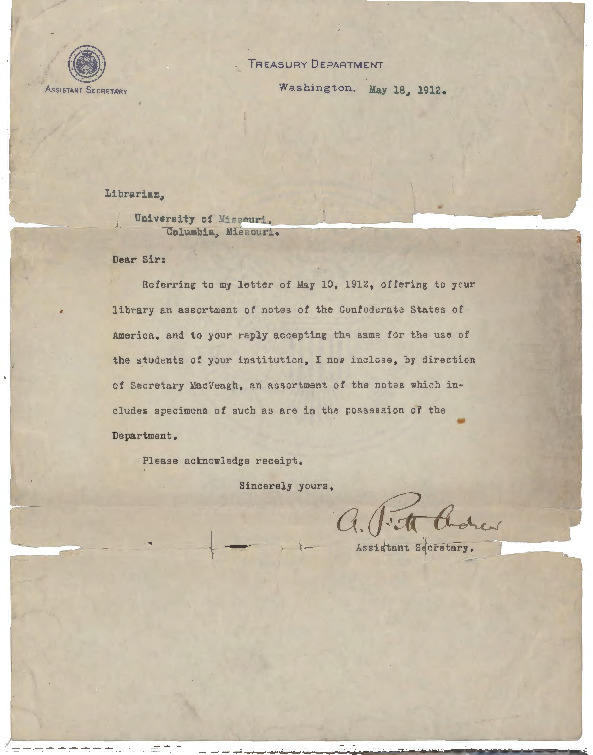 TREASURY DEPARTMENT
ASSISTANT SECRETARY
Washington, May 18, 1912.
Librarian,
University of Missouri,
Columbia, Missouri.
Dear Sir:
Referring to my letter of May 10, 1912, offering to your
library an assortment of notes of the Confederate States of
America, and to your reply accepting the same for the use of
the students of your institution, I now inclose, by direction
of Secretary MacVeagh, an assortment of the notes which in-
cludes specimens of such as are in the possession of the
Department.
Please acknowledge receipt.
Sincerely yours,
A. Piatt Andrew
Assistant Secretary.